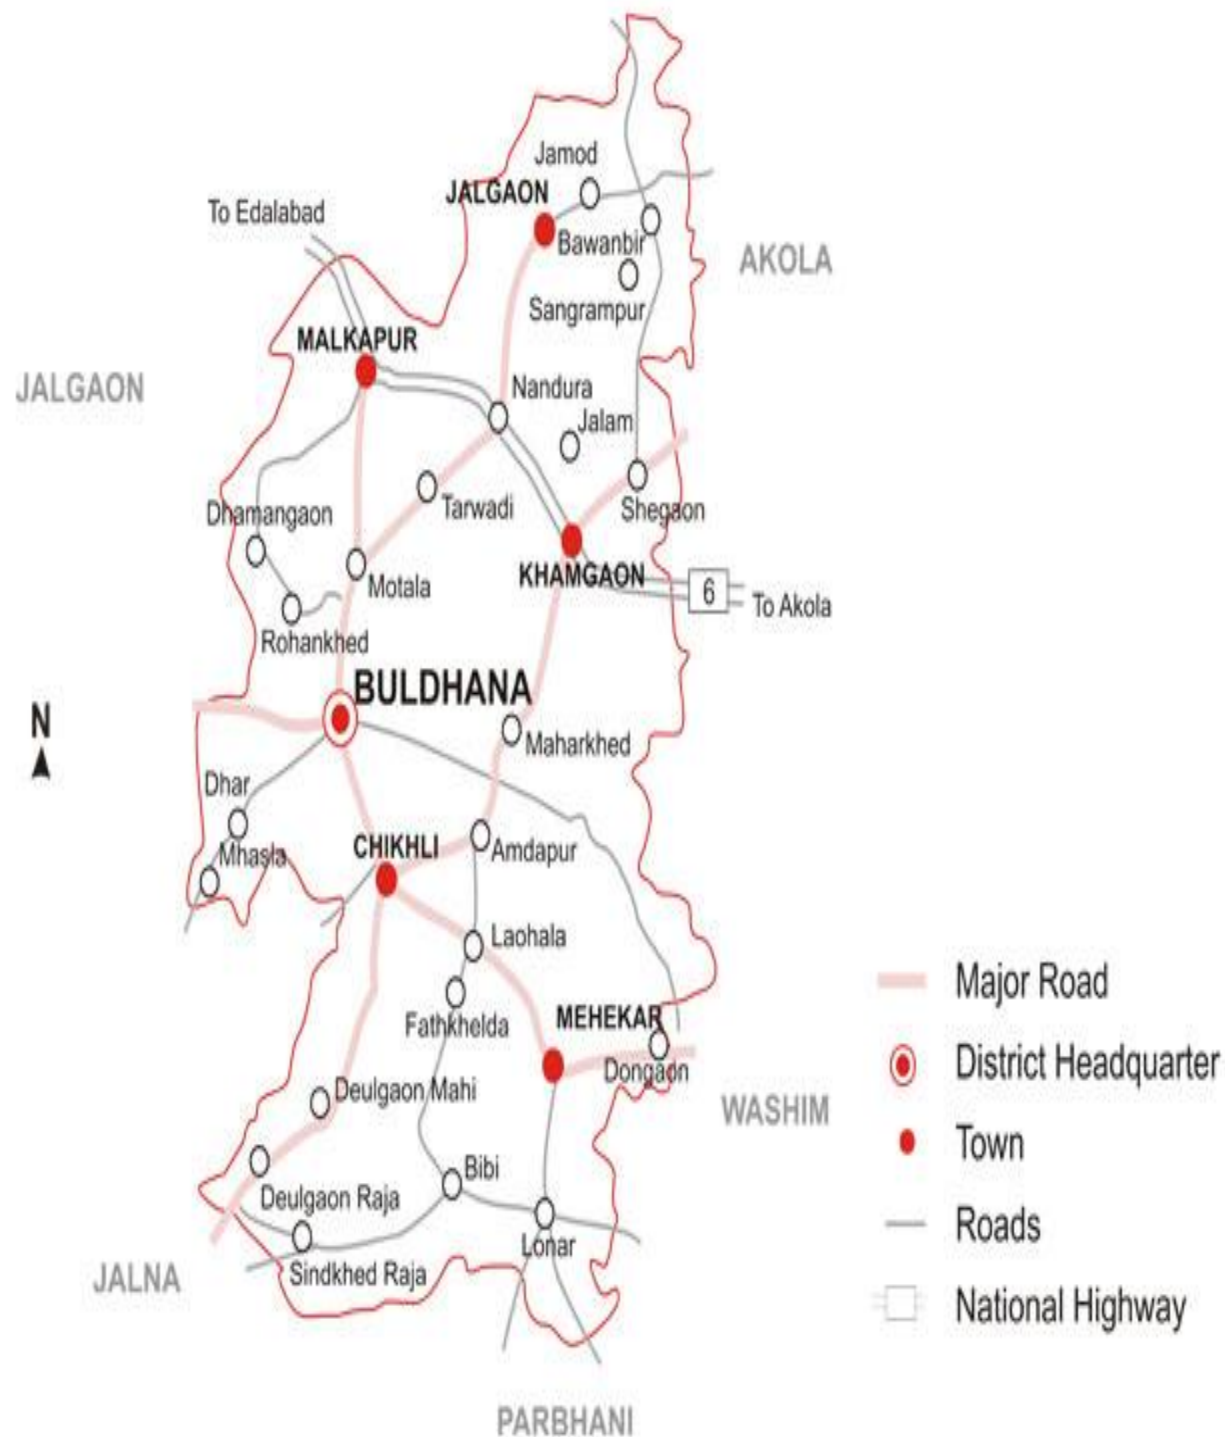 Jamod
JALGAON
To Edalabad
Bawanbir
AKOLA
Sangrampur
MALKAPUR
JALGAON
Nandura
Jalam
Tarwadi
Shegaon
Dhamangaon
KHAMGAON
Motala
6
To Akola
Rohankhed
BULDHANA
N
Maharkhed
Dhar
CHIKHLI
Amdapur
Mhasla
Laohala
Major Road
Fathkhelda
MEHEKAR
District Headquarter
Dongaon
Deulgaon Mahi
WASHIM
Town
Bibi
Deulgaon Raja
Roads
Lonar
JALNA
Sindkhed Raja
National Highway
PARBHANI